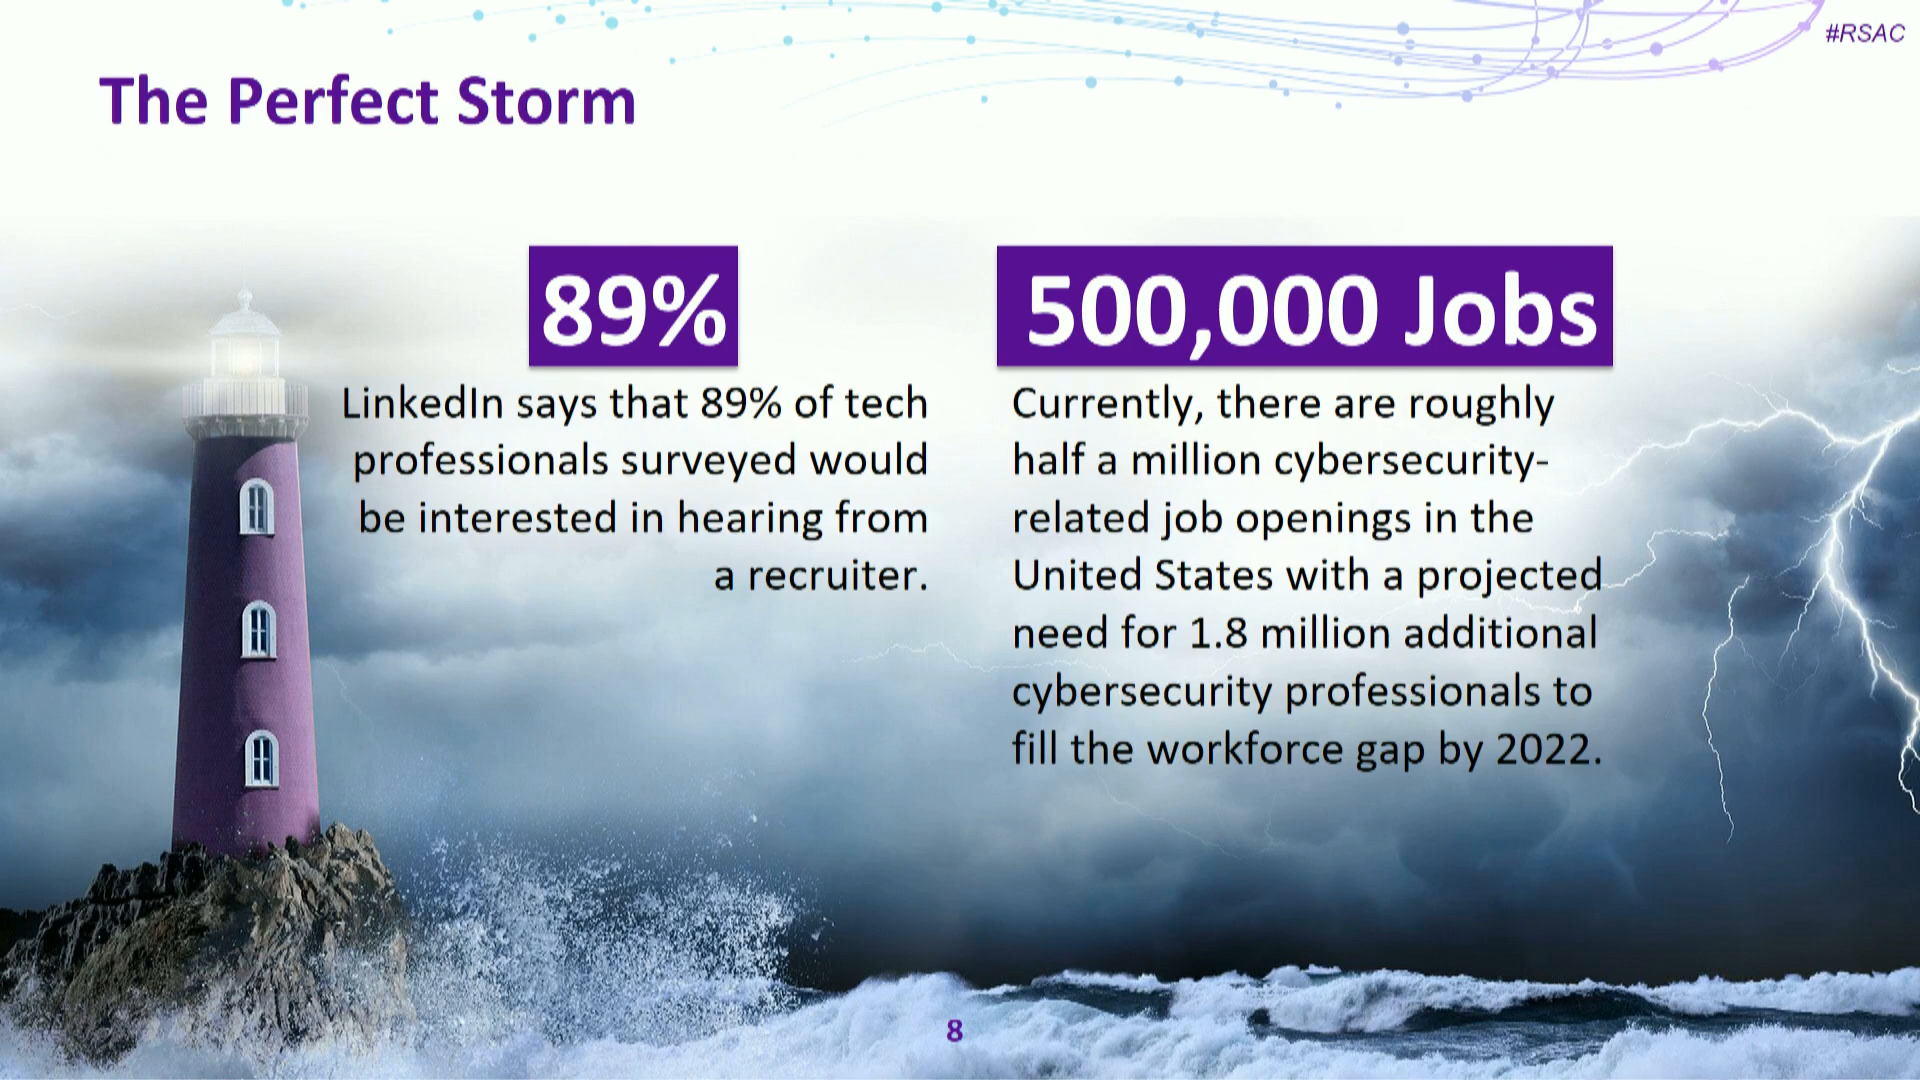 #RSAC
The Perfect Storm
89%
LinkedIn says that 89% of tech
professionals surveyed would
be interested in hearing from
a recruiter.
500,000 Jobs
Currently, there are roughly
half a million cybersecurity-
related job openings in the
United States with a projected
need for 1.8 million additional
cybersecurity professionals to
fill the workforce gap by 2022.
8